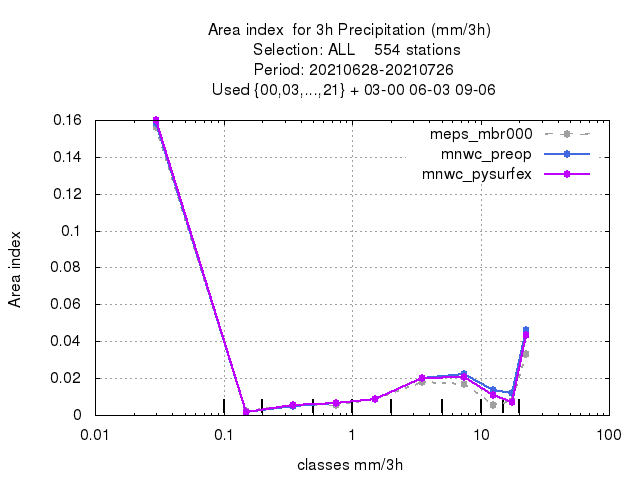 Area index  for 3h Precipitation (mm/3h)
Selection: ALL    554 stations
Period: 20210628-20210726
Used {00,03,...,21} + 03-00 06-03 09-06
meps_mbr000
mnwc_preop
mnwc_pysurfex
0.16
0.14
0.12
0.1
0.08
0.06
0.04
0.02
0
Area index
0.01
0.1
1
10
100
classes mm/3h